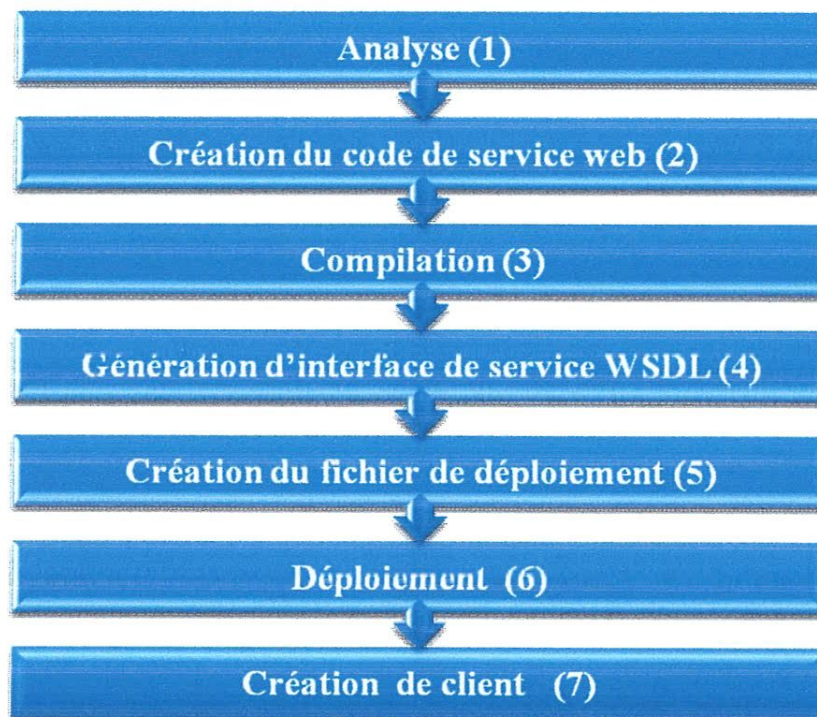 Analyse (1)
Création du code de service web (2)
Compilation (3)
Génération d'interface de service WSDL (4)
Création du fichier de déploiement (5)
Déploiement (6)
Création de client (7)